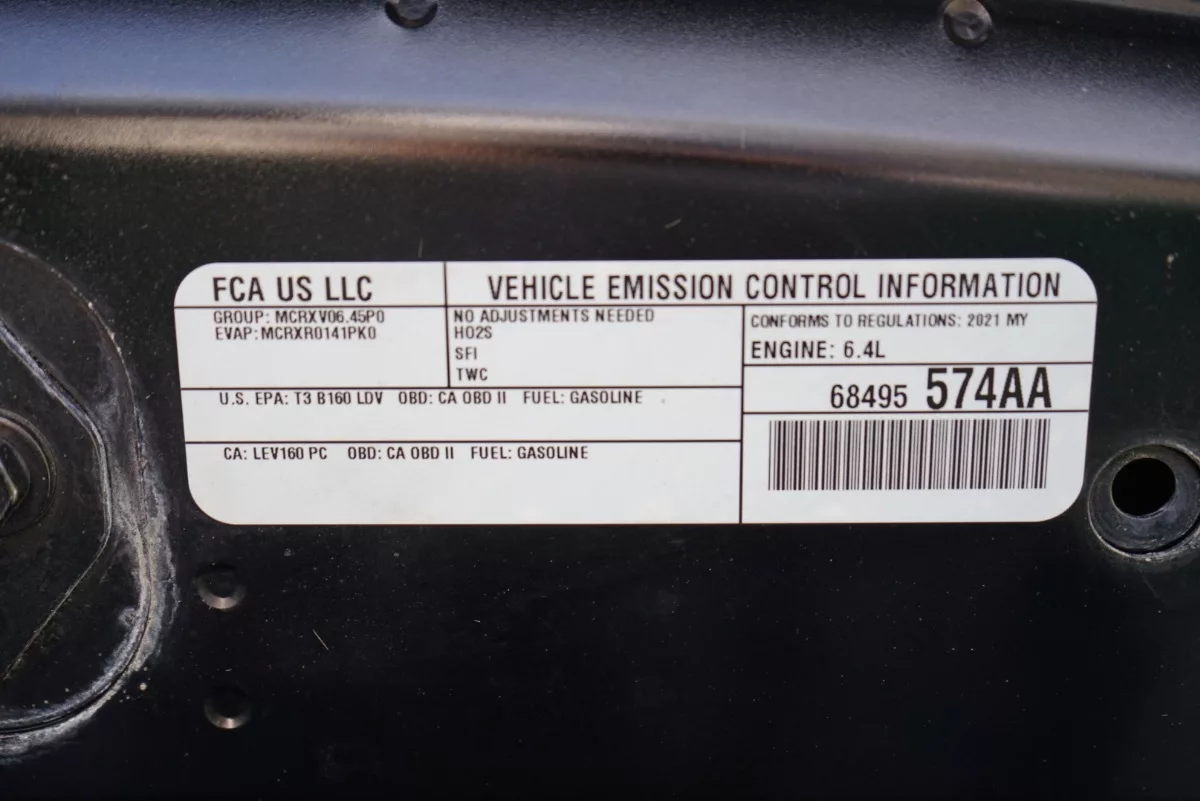 FCA US LLC
VEHICLE EMISSION CONTROL INFORMATION
GROUP: MCRXV06.45P0
EVAP: MCRXR0141PK0
NO ADJUSTMENTS NEEDED
HO2S
SFI
TWC
CONFORMS TO REGULATIONS: 2021 MY
ENGINE: 6.4L
68495 574AA
U.S. EPA: T3 B160 LDV OBD: CA OBD II FUEL: GASOLINE
CA: LEV160 PC OBD: CA OBD II FUEL: GASOLINE